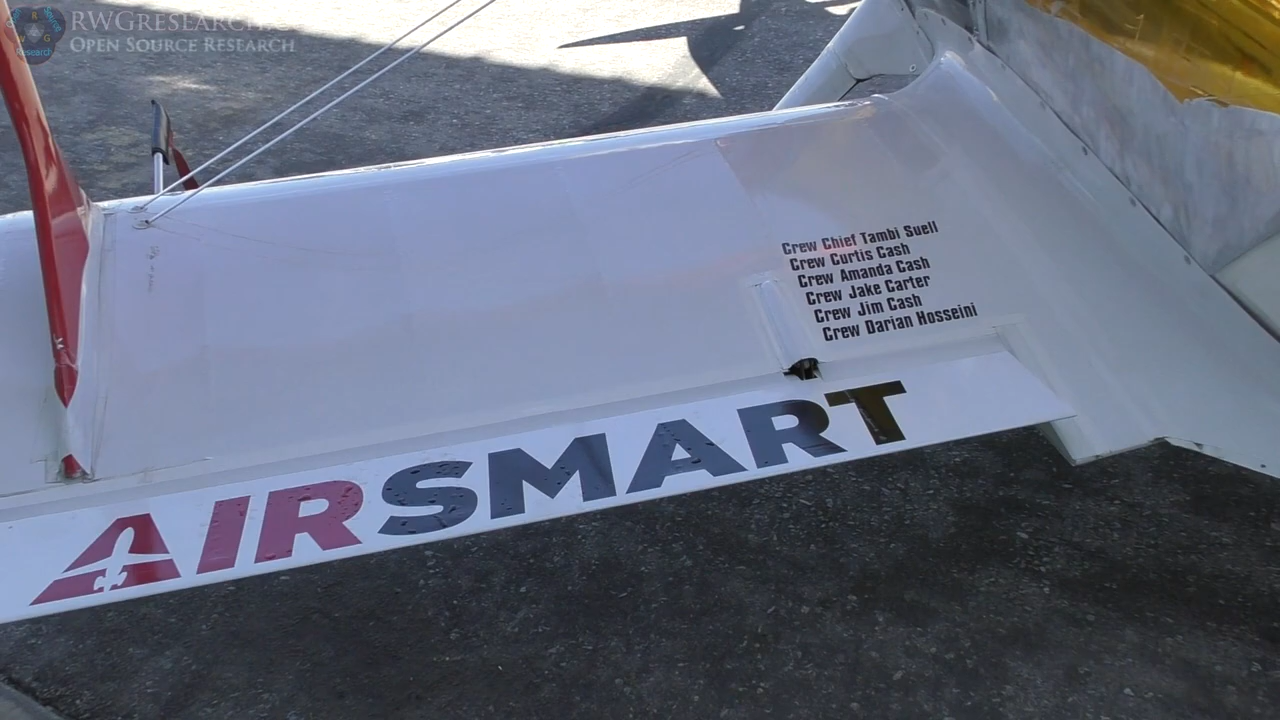 RWGRESEARCH.C
OPEN SOURCE RESEARCH
R
W G
Research
Crew Chief Tambi Suell
Crew Curtis Cash
Crew Amanda Cash
Crew Jake Carter
Crew Jim Cash
Crew Darian Hosseini
AIRSMART